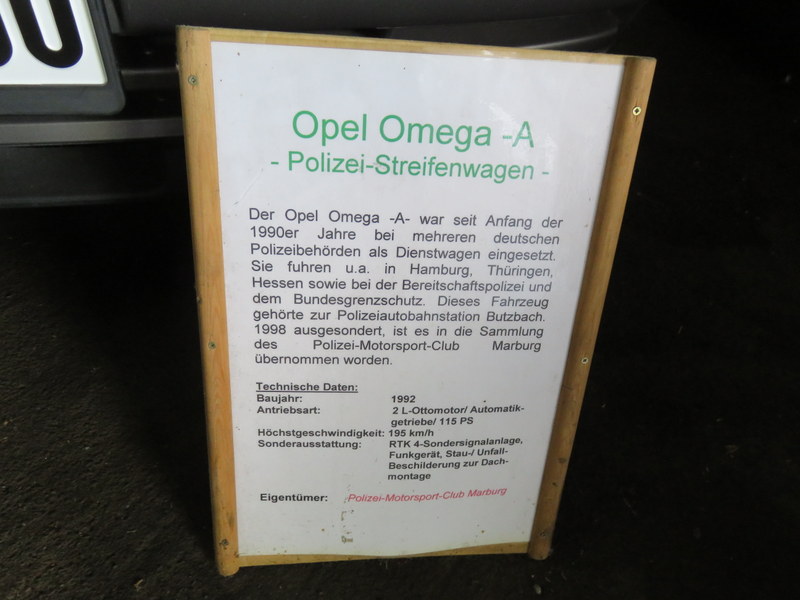 Opel Omega -A
- Polizei-Streifenwagen -
Der Opel Omega -A- war seit Anfang der
1990er Jahre bei mehreren deutschen
Polizeibehörden als Dienstwagen eingesetzt.
Sie fuhren u.a. in Hamburg, Thüringen,
Hessen sowie bei der Bereitschaftspolizei und
dem Bundesgrenzschutz. Dieses Fahrzeug
gehörte zur Polizeiautobahnstation Butzbach.
1998 ausgesondert, ist es in die Sammlung
des Polizei-Motorsport-Club Marburg
übernommen worden.
Technische Daten:
Baujahr: 1992
Antriebsart: 2 L-Ottomotor/ Automatik-
getriebe/ 115 PS
Höchstgeschwindigkeit: 195 km/h
Sonderausstattung: RTK 4-Sondersignalanlage,
Funkgerät, Stau-/ Unfall-
Beschilderung zur Dach-
montage
Eigentümer: Polizei-Motorsport-Club Marburg